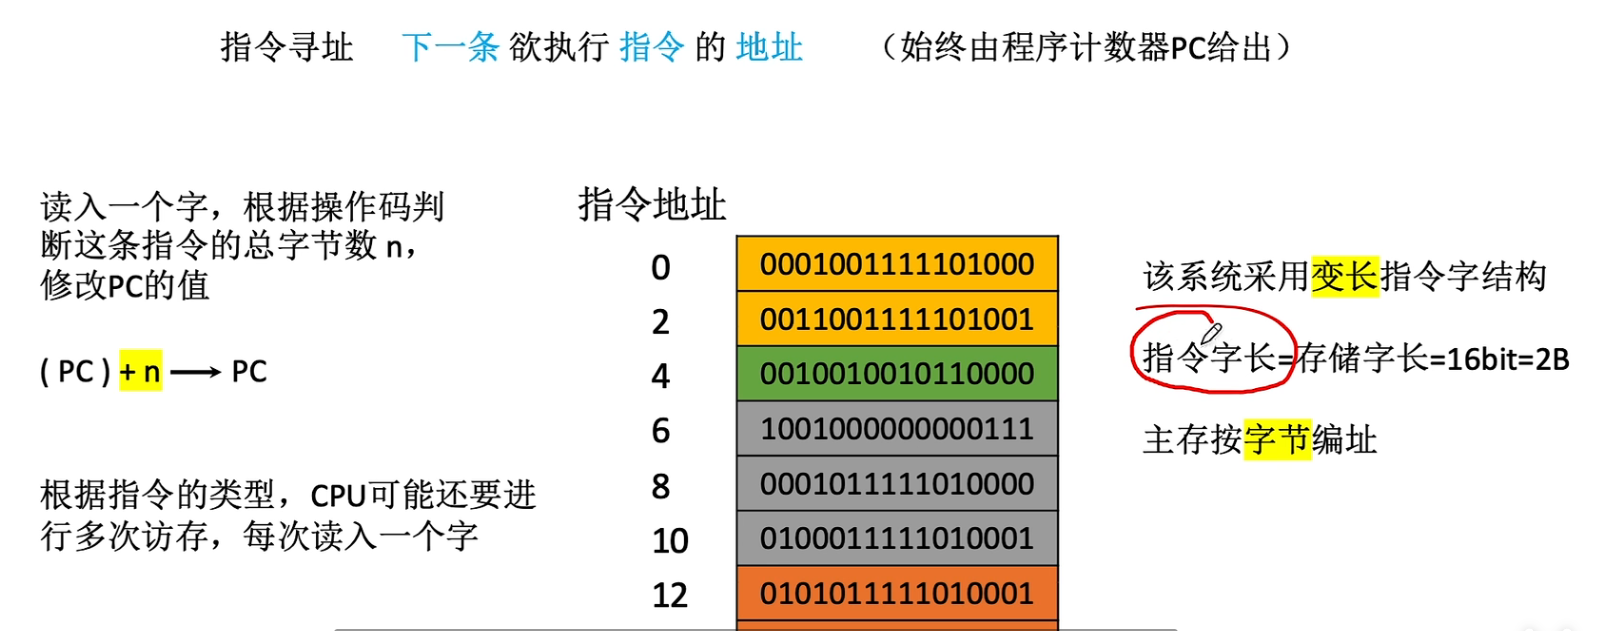 指令寻址 下一条 欲执行 指令 的 地址 （始终由程序计数器PC给出）
读入一个字，根据操作码判
断这条指令的总字节数 n，
修改PC的值
( PC ) + n ⟶ PC
根据指令的类型，CPU可能还要进
行多次访存，每次读入一个字
指令地址
0 0001001111101000
2 0011001111101001
4 0010010010110000
6 1001000000000111
8 0001011111010000
10 0100011111010001
12 0101011111010001
该系统采用变长指令字结构
指令字长=存储字长=16bit=2B
主存按字节编址